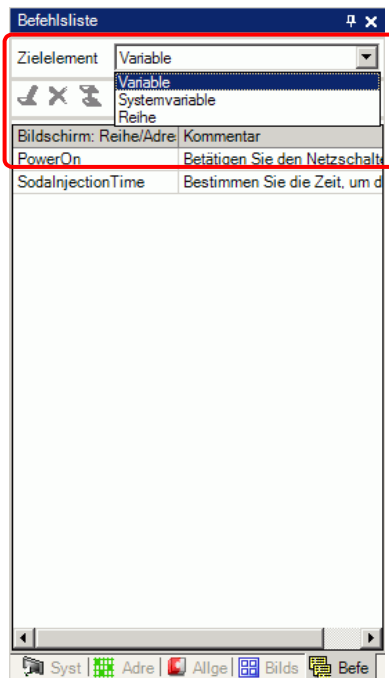 Befehlsliste
Zielelement Variable
Variable
Systemvariable
Reihe
Bildschirm: Reihe/Adre Kommentar
PowerOn Betätigen Sie den Netzschalte
SodaInjectionTime Bestimmen Sie die Zeit, um d
Syst Adre Allge Bilds Befe